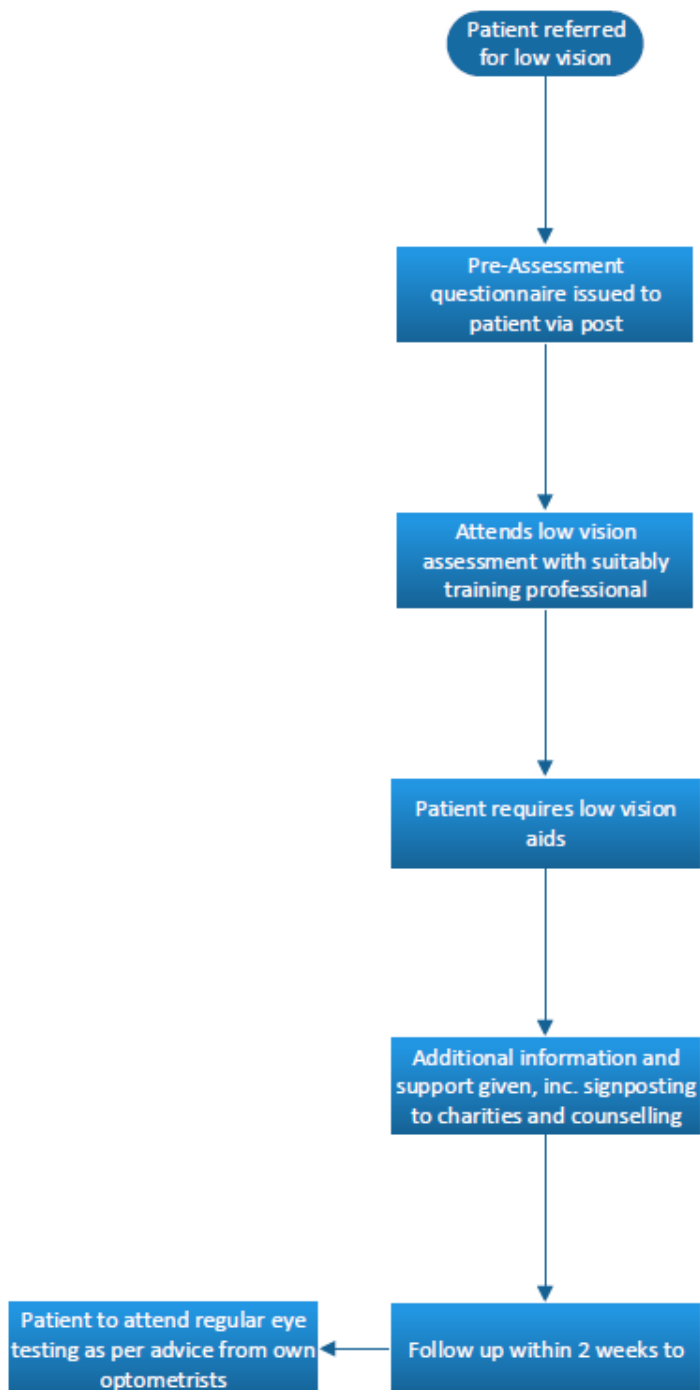 Patient referred
for low vision
Pre-Assessment
questionnaire issued to
patient via post
Attends low vision
assessment with suitably
training professional
Patient requires low vision
aids
Additional information and
support given, inc. signposting
to charities and counselling
Follow up within 2 weeks to
Patient to attend regular eye
testing as per advice from own
optometrists